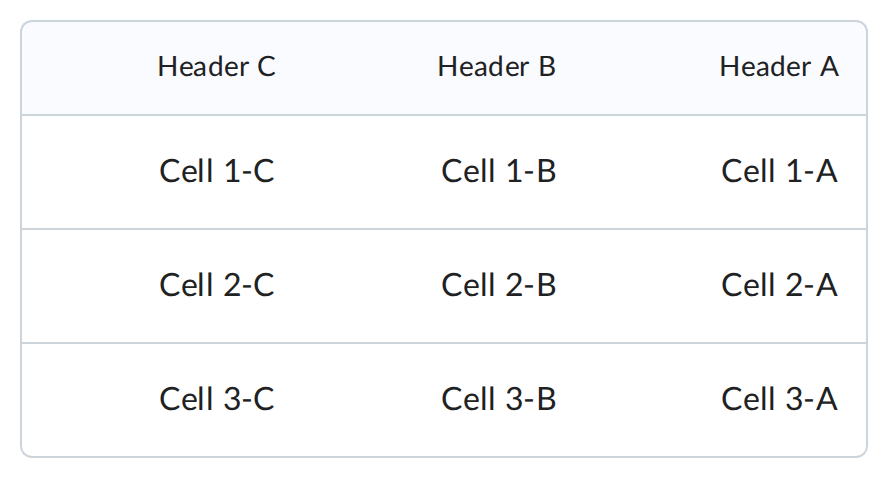 Header C Header B Header A
Cell 1-C Cell 1-B Cell 1-A
Cell 2-C Cell 2-B Cell 2-A
Cell 3-C Cell 3-B Cell 3-A